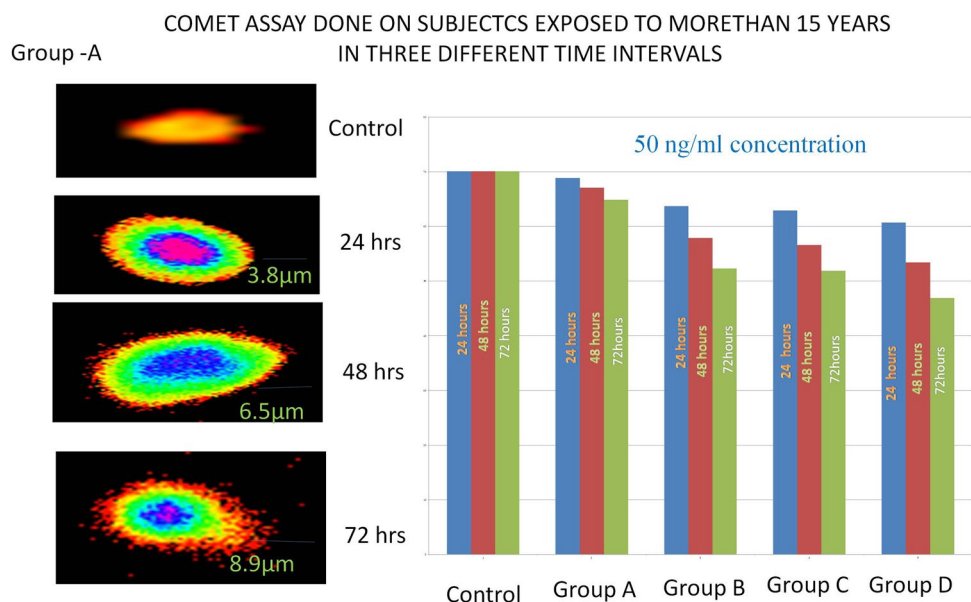 COMET ASSAY DONE ON SUBJECTCS EXPOSED TO MORETHAN 15 YEARS
IN THREE DIFFERENT TIME INTERVALS
Group -A
Control
24 hrs
3.8µm
48 hrs
6.5µm
72 hrs
8.9µm
50 ng/ml concentration
24 hours
48 hours
72 hours
24 hours
48 hours
72hours
24 hours
48 hours
72hours
24 hours
48 hours
72hours
24 hours
48 hours
72hours
Control
Group A
Group B
Group C
Group D